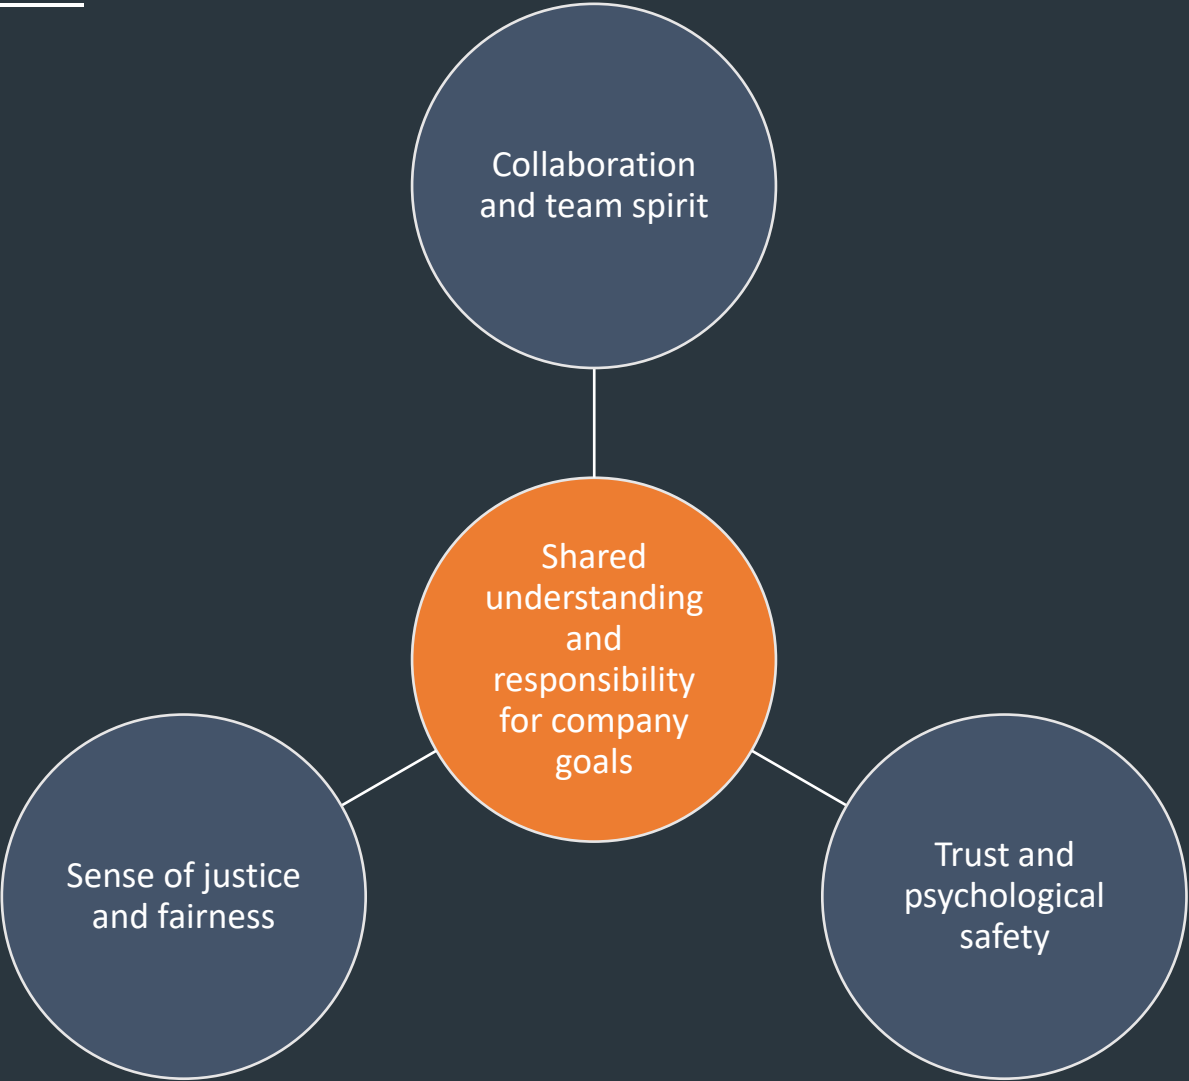 Collaboration
and team spirit
Shared
understanding
and
responsibility
for company
goals
Sense of justice
and fairness
Trust and
psychological
safety